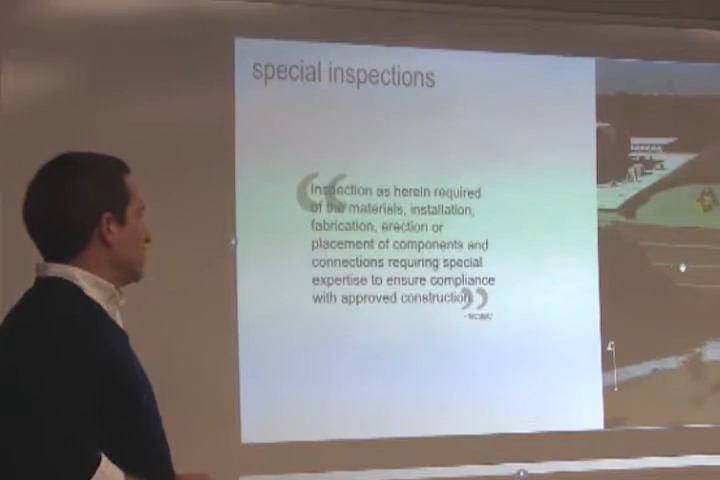 special inspections
Inspection as herein required
of the materials, installation,
fabrication, erection or
placement of components and
connections requiring special
expertise to ensure compliance
with approved construction